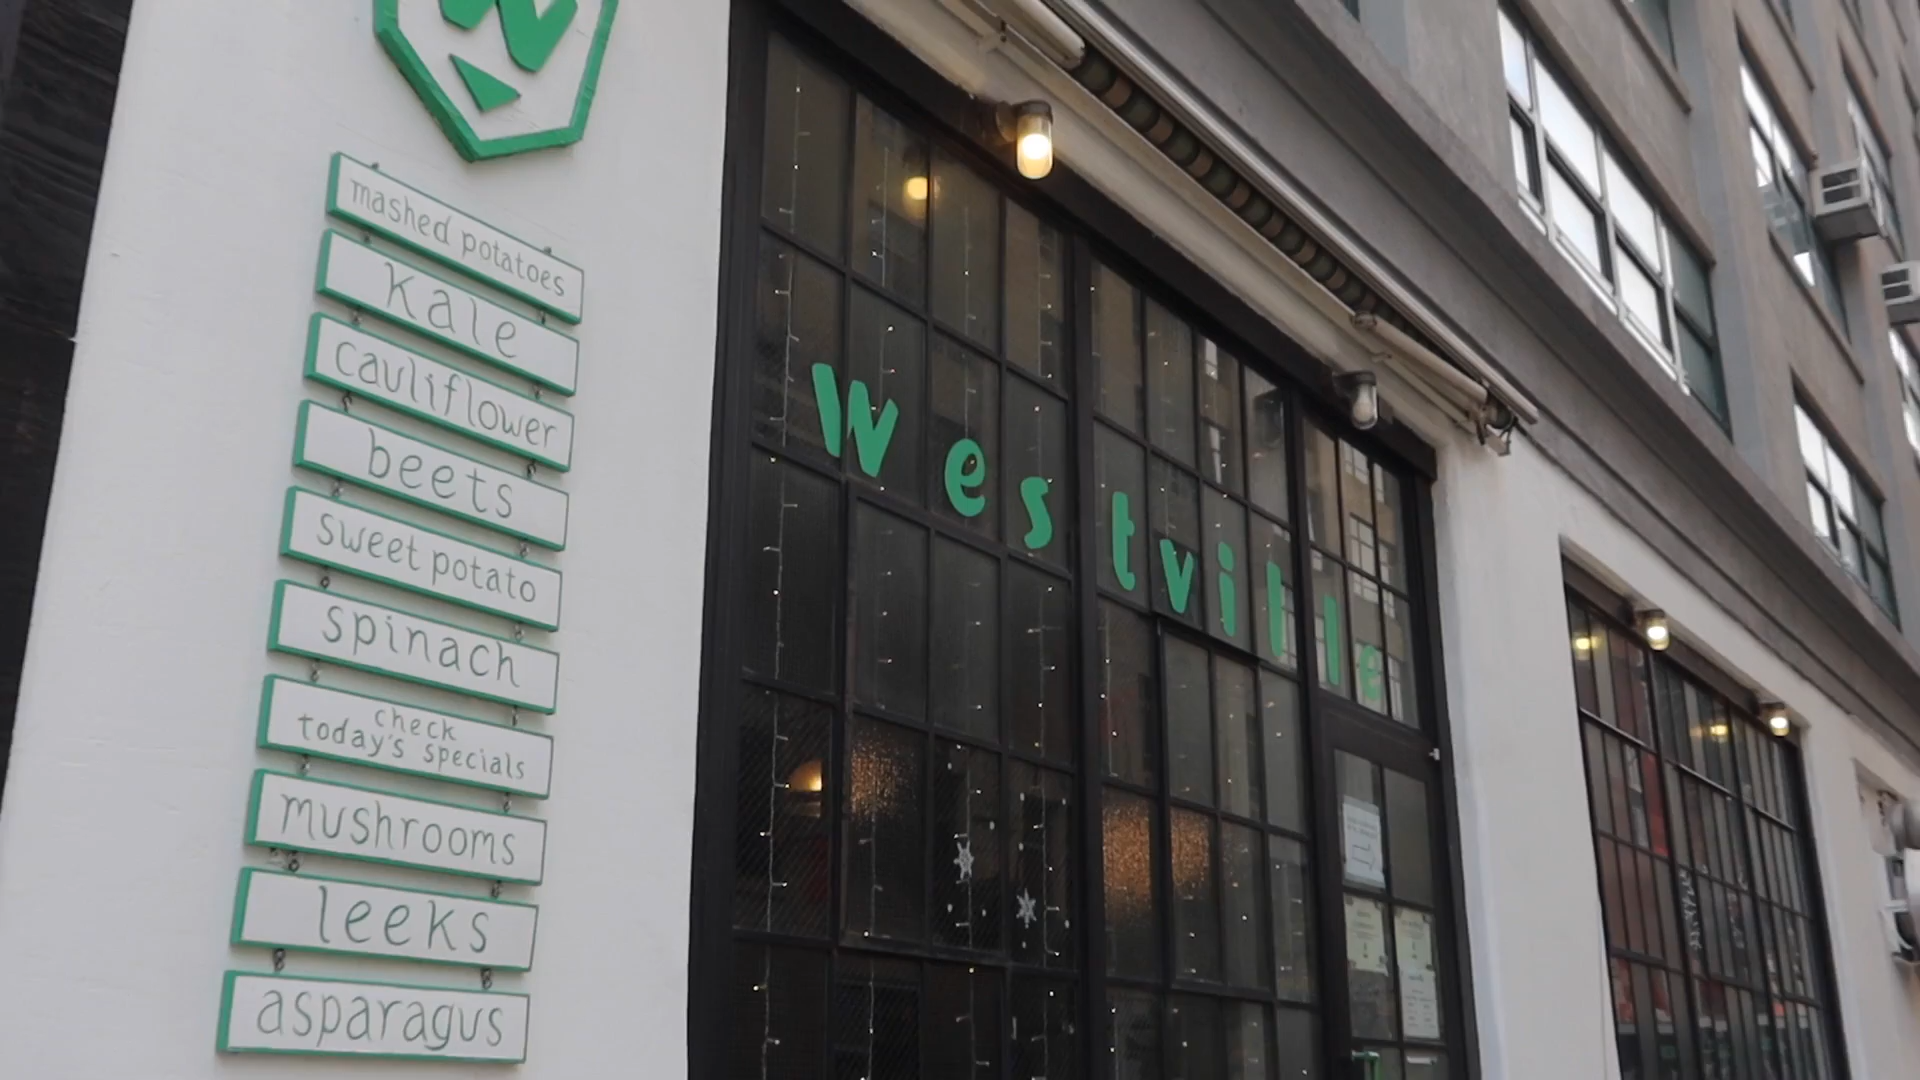 W
mashed potatoes
Kale
cauliflower
beets
sweet potato
spinach
check
today's specials
mushrooms
leeks
asparagus
westville